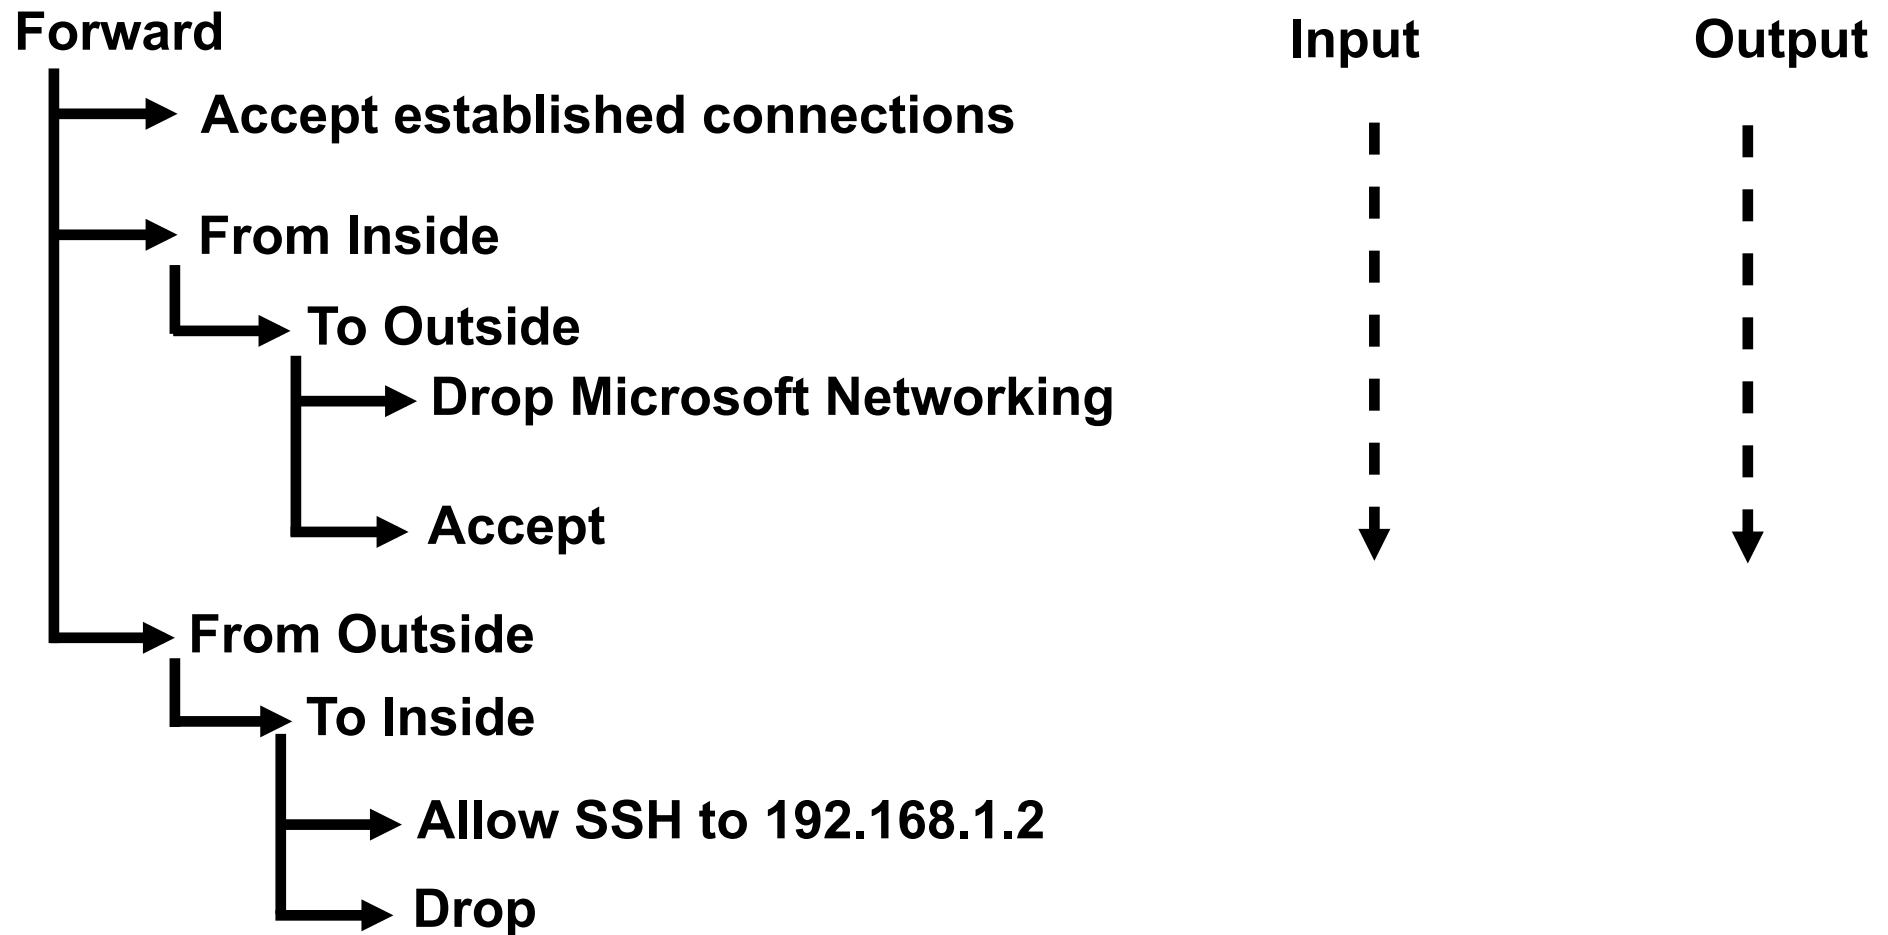 Forward
Input
Output
Accept established connections
From Inside
To Outside
Drop Microsoft Networking
Accept
From Outside
To Inside
Allow SSH to 192.168.1.2
Drop